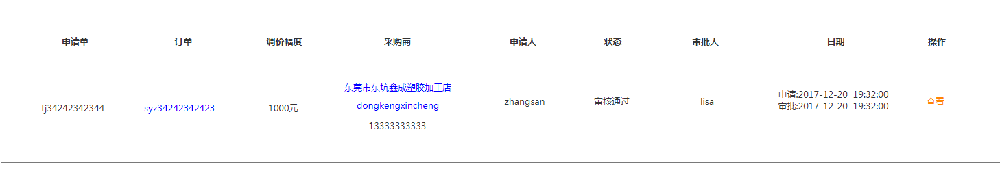 申请单 订单 调价幅度 采购商 申请人 状态 审批人 日期 操作
东莞市东坑鑫成塑胶加工店
tj34242342344 syz34242342423 -1000元 dongkengxincheng zhangsan 审核通过 lisa 申请:2017-12-20 19:32:00 查看
审批:2017-12-20 19:32:00
13333333333